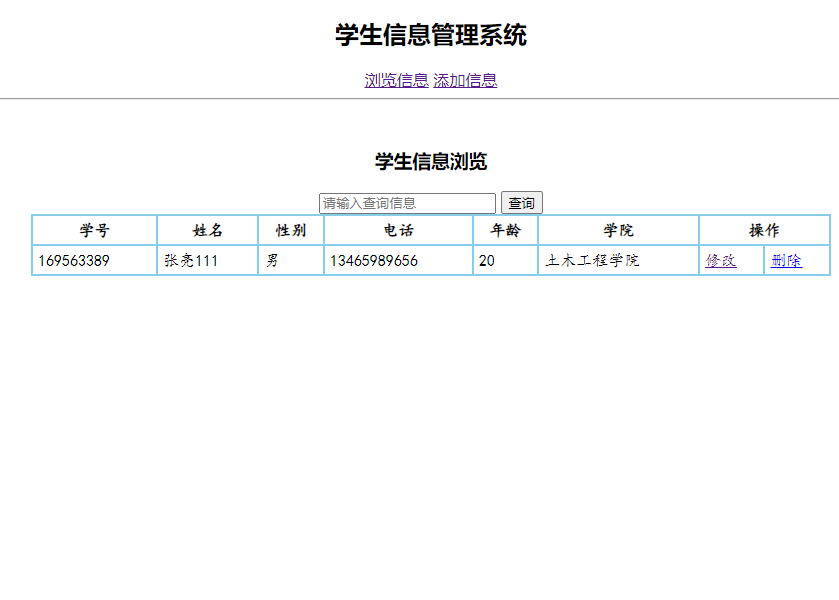 学生信息管理系统
浏览信息 添加信息
学生信息浏览
请输入查询信息 查询
学号 姓名 性别 电话 年龄 学院 操作
169563389 张亮111 男 13465989656 20 土木工程学院 修改 删除